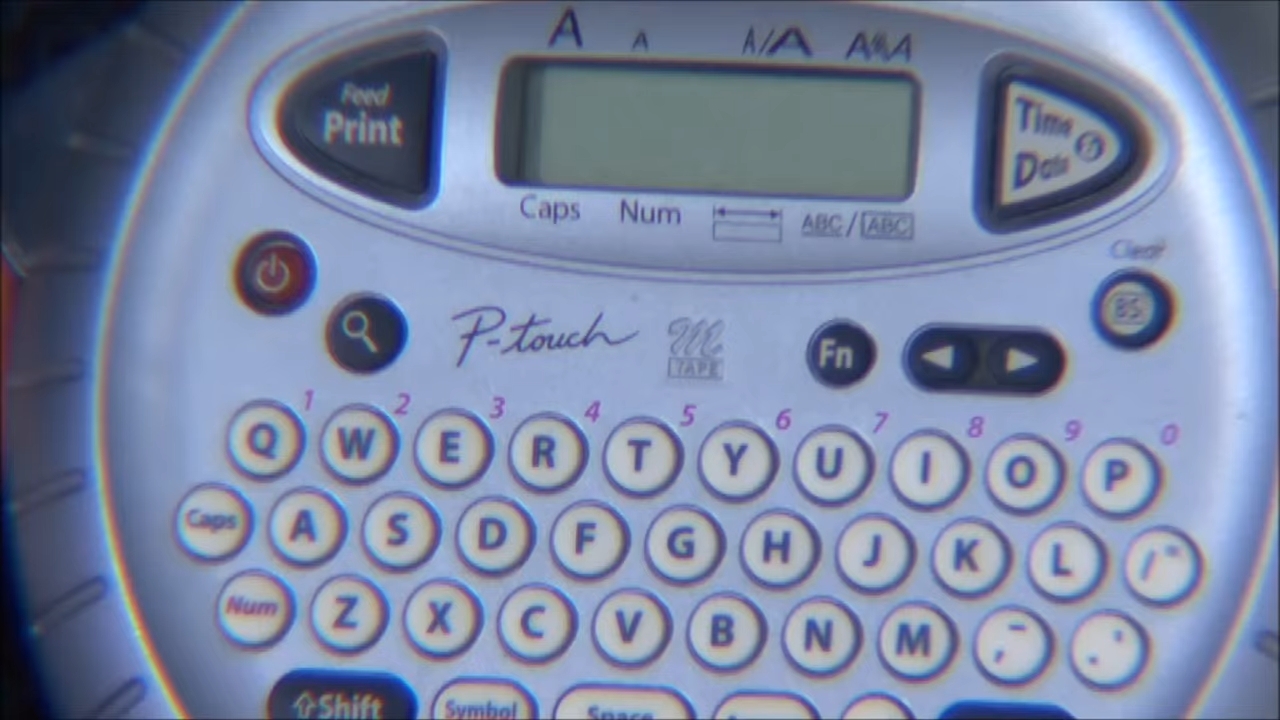 A A A/A AAA
Feed
Print
Time
Date
Caps Num ABC/ABC
Clear
BS
P-touch
TAPE
Fn
1 2 3 4 5 6 7 8 9 0
Q W E R T Y U I O P
Caps A S D F G H J K L /"
Num Z X C V B N M , - . '
Shift Symbol Space